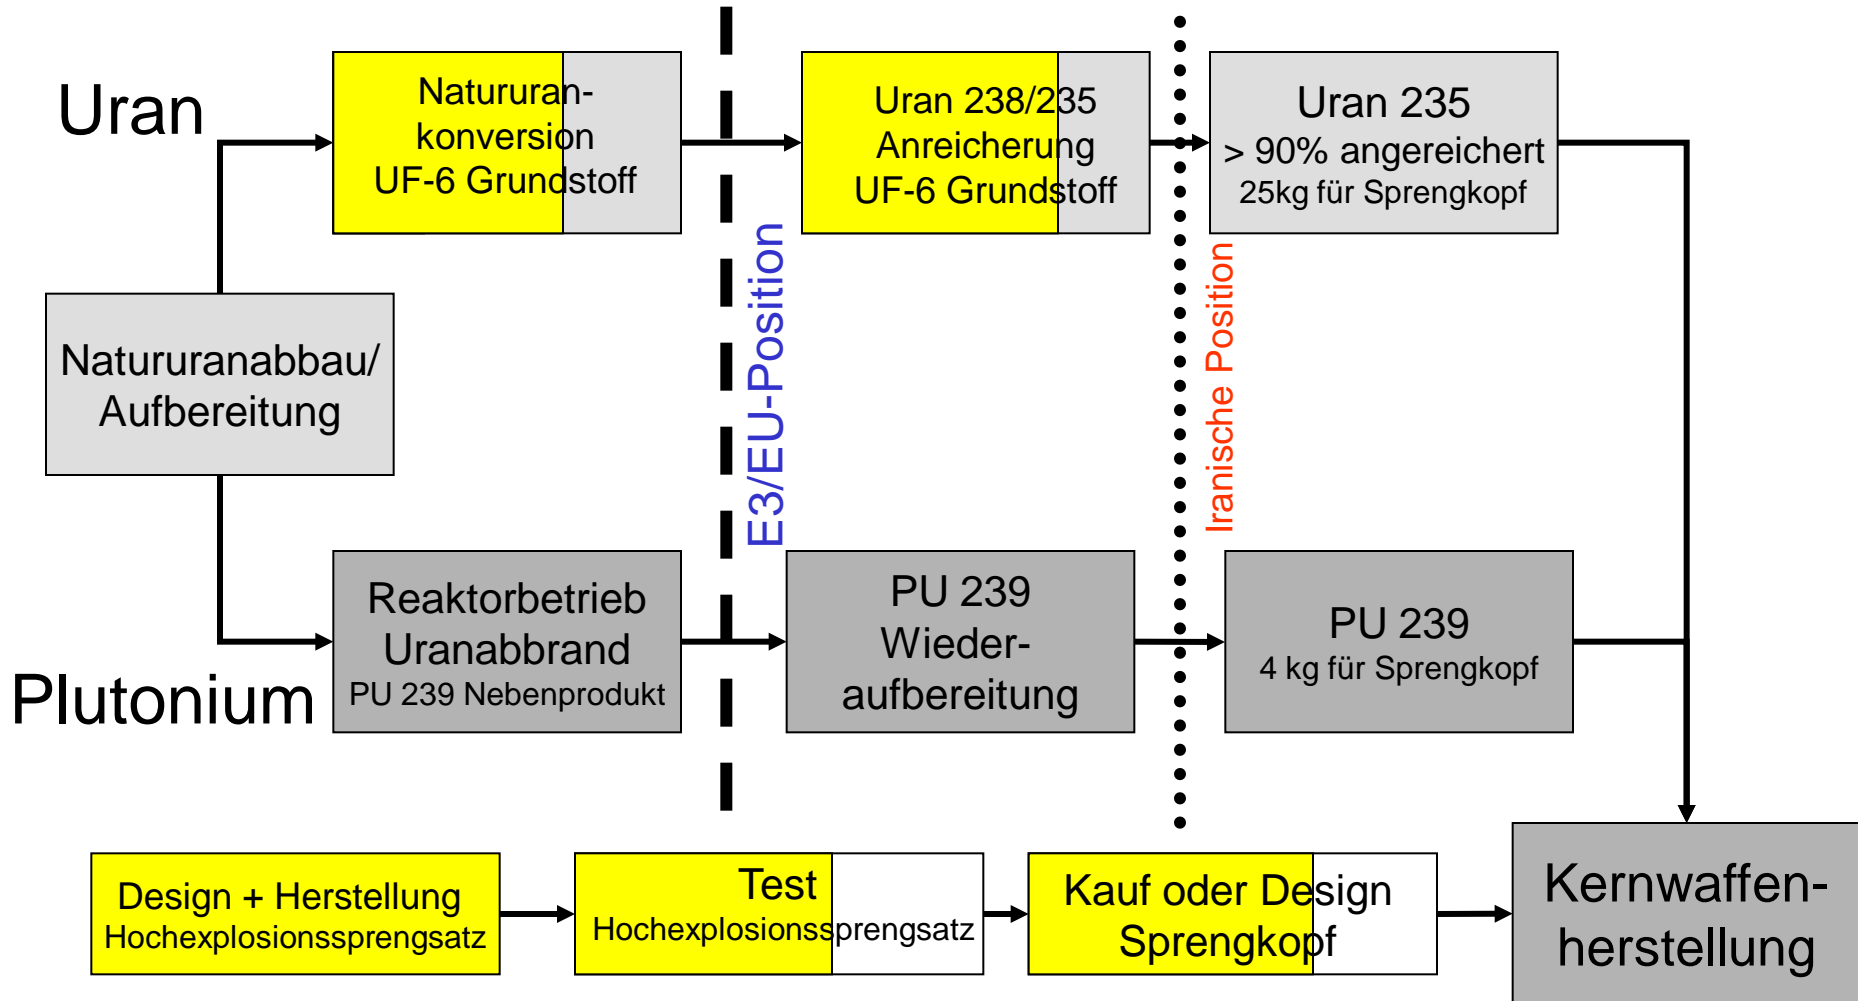 Uran
Natururan-
konversion
UF-6 Grundstoff
Uran 238/235
Anreicherung
UF-6 Grundstoff
Uran 235
> 90% angereichert
25kg für Sprengkopf
Natururanabbau/
Aufbereitung
E3/EU-Position
Iranische Position
Plutonium
Reaktorbetrieb
Uranabbrand
PU 239 Nebenprodukt
PU 239
Wieder-
aufbereitung
PU 239
4 kg für Sprengkopf
Design + Herstellung
Hochexplosionssprengsatz
Test
Hochexplosionssprengsatz
Kauf oder Design
Sprengkopf
Kernwaffen-
herstellung